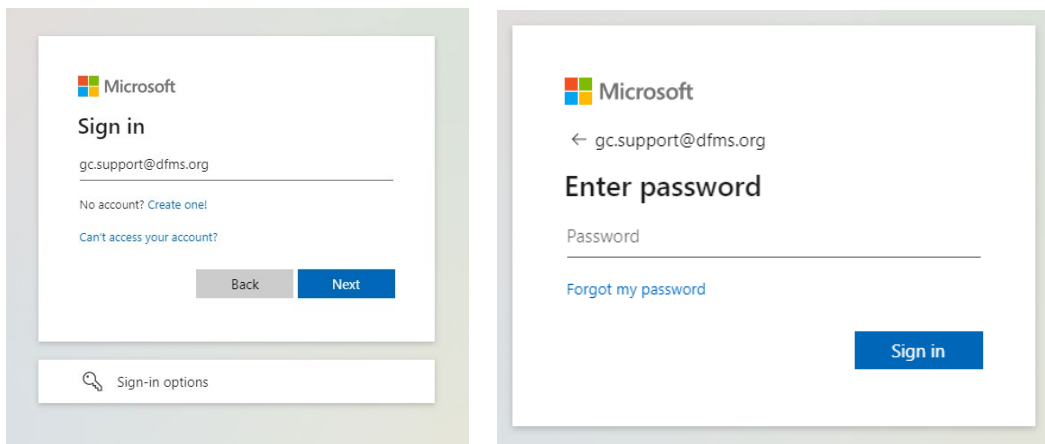 Microsoft
Sign in
gc.support@dfms.org
No account? Create one!
Can't access your account?
Back
Next
Sign-in options
Microsoft
← gc.support@dfms.org
Enter password
Password
Forgot my password
Sign in